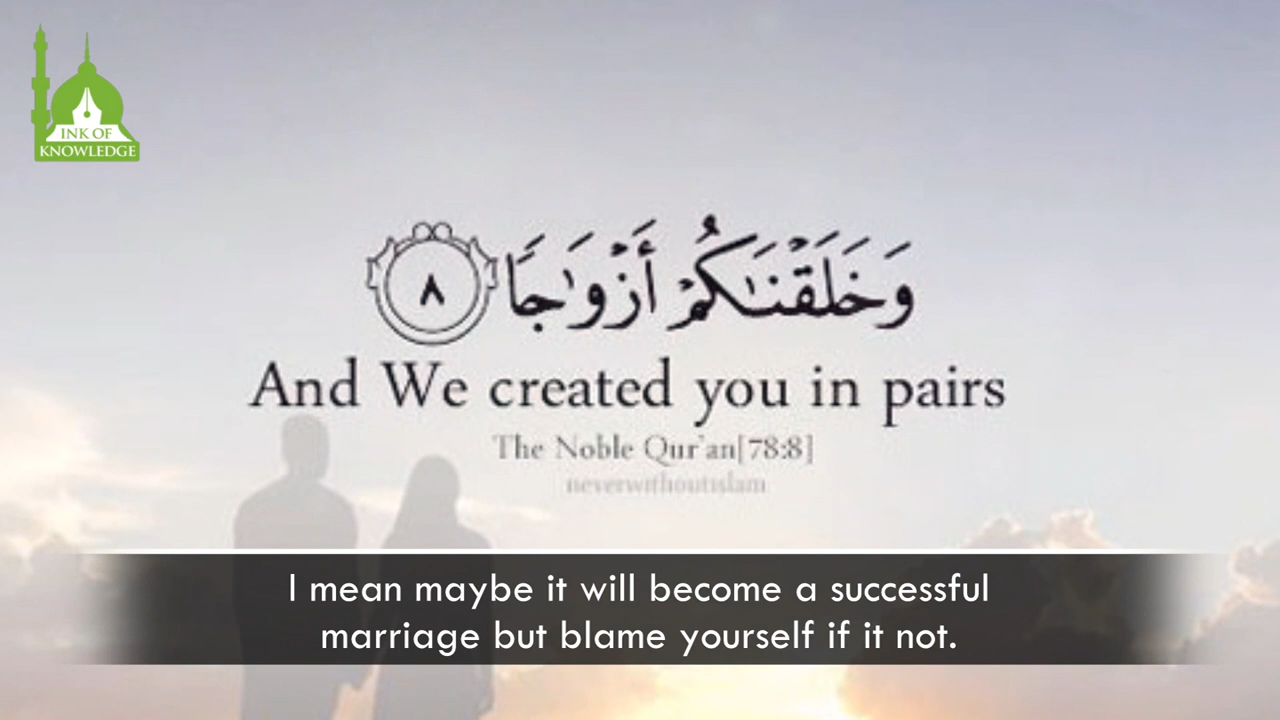 INK OF
KNOWLEDGE
وَخَلَقْنَٰكُمْ أَزْوَٰجًا ٨
And We created you in pairs
The Noble Qur'an[78:8]
neverwithoutislam
I mean maybe it will become a successful
marriage but blame yourself if it not.